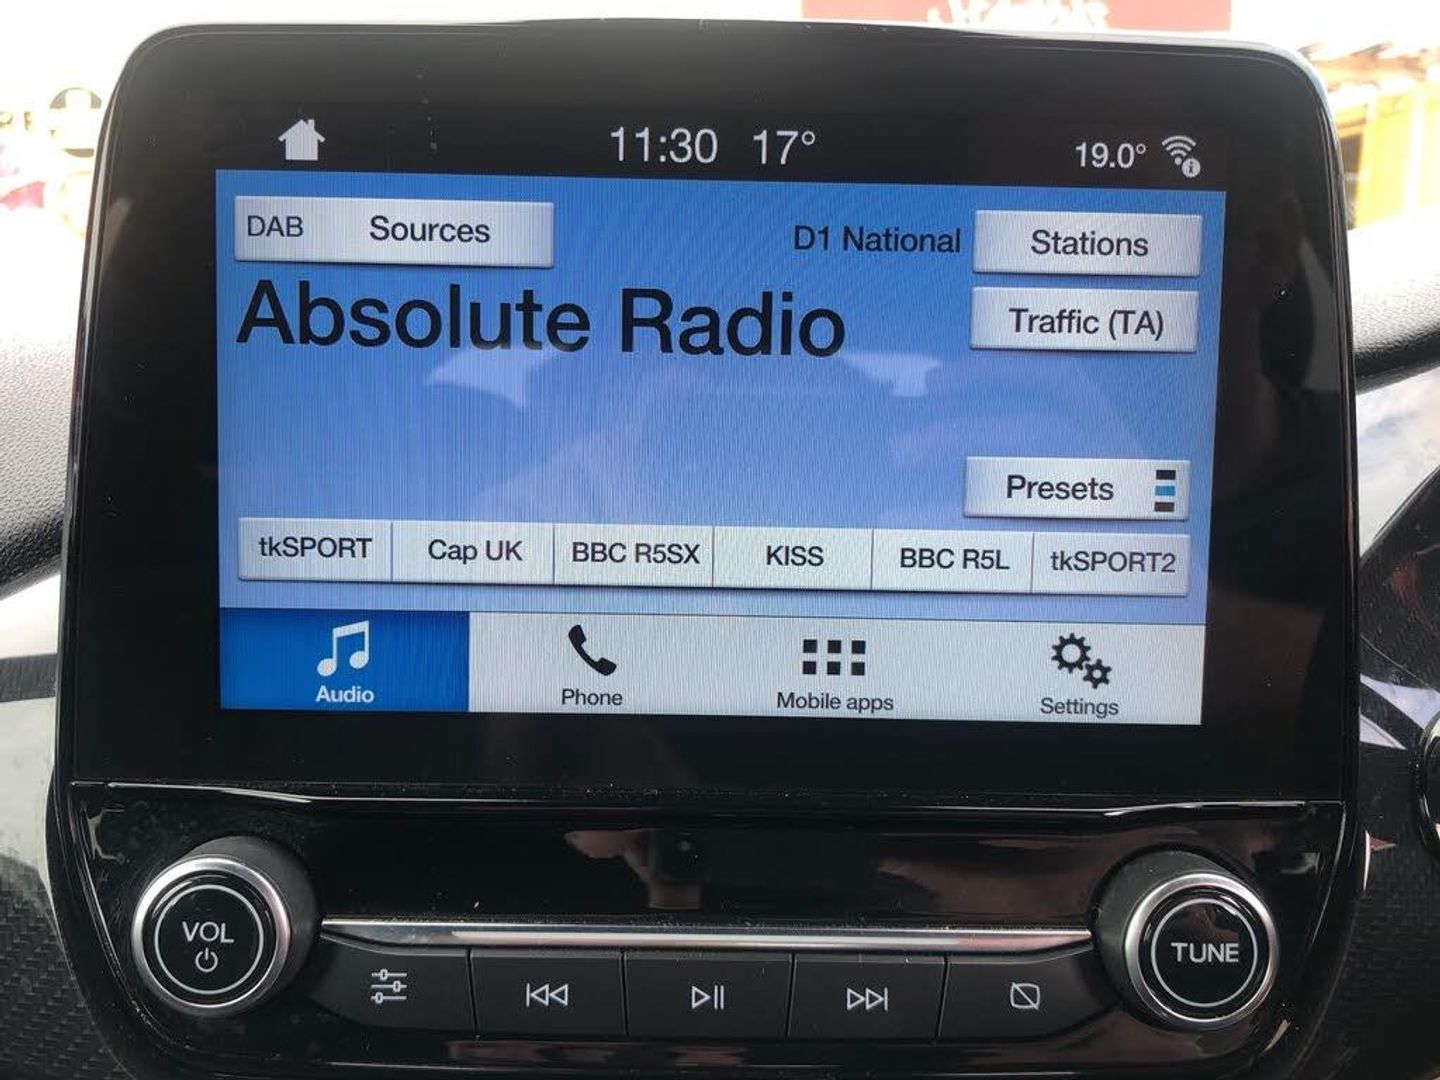 11:30 17° 19.0°
DAB Sources
D1 National Stations
Absolute Radio
Traffic (TA)
Presets
tkSPORT Cap UK BBC R5SX KISS BBC R5L tkSPORT2
Audio Phone Mobile apps Settings
VOL
TUNE